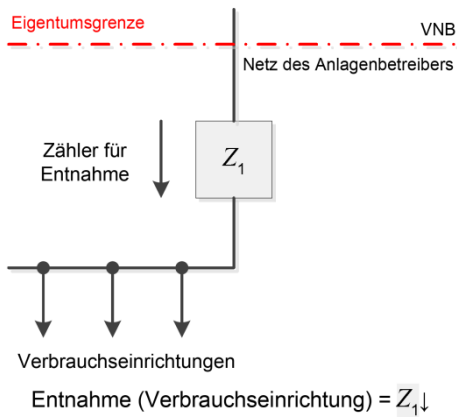 Eigentumsgrenze
VNB
Netz des Anlagenbetreibers
Zähler für
Entnahme
Z₁
Verbrauchseinrichtungen
Entnahme (Verbrauchseinrichtung) = Z₁↓